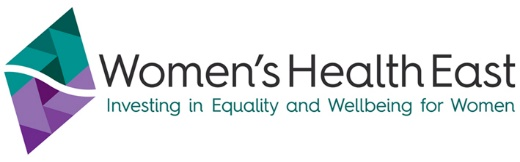 Women's Health East
Investing in Equality and Wellbeing for Women